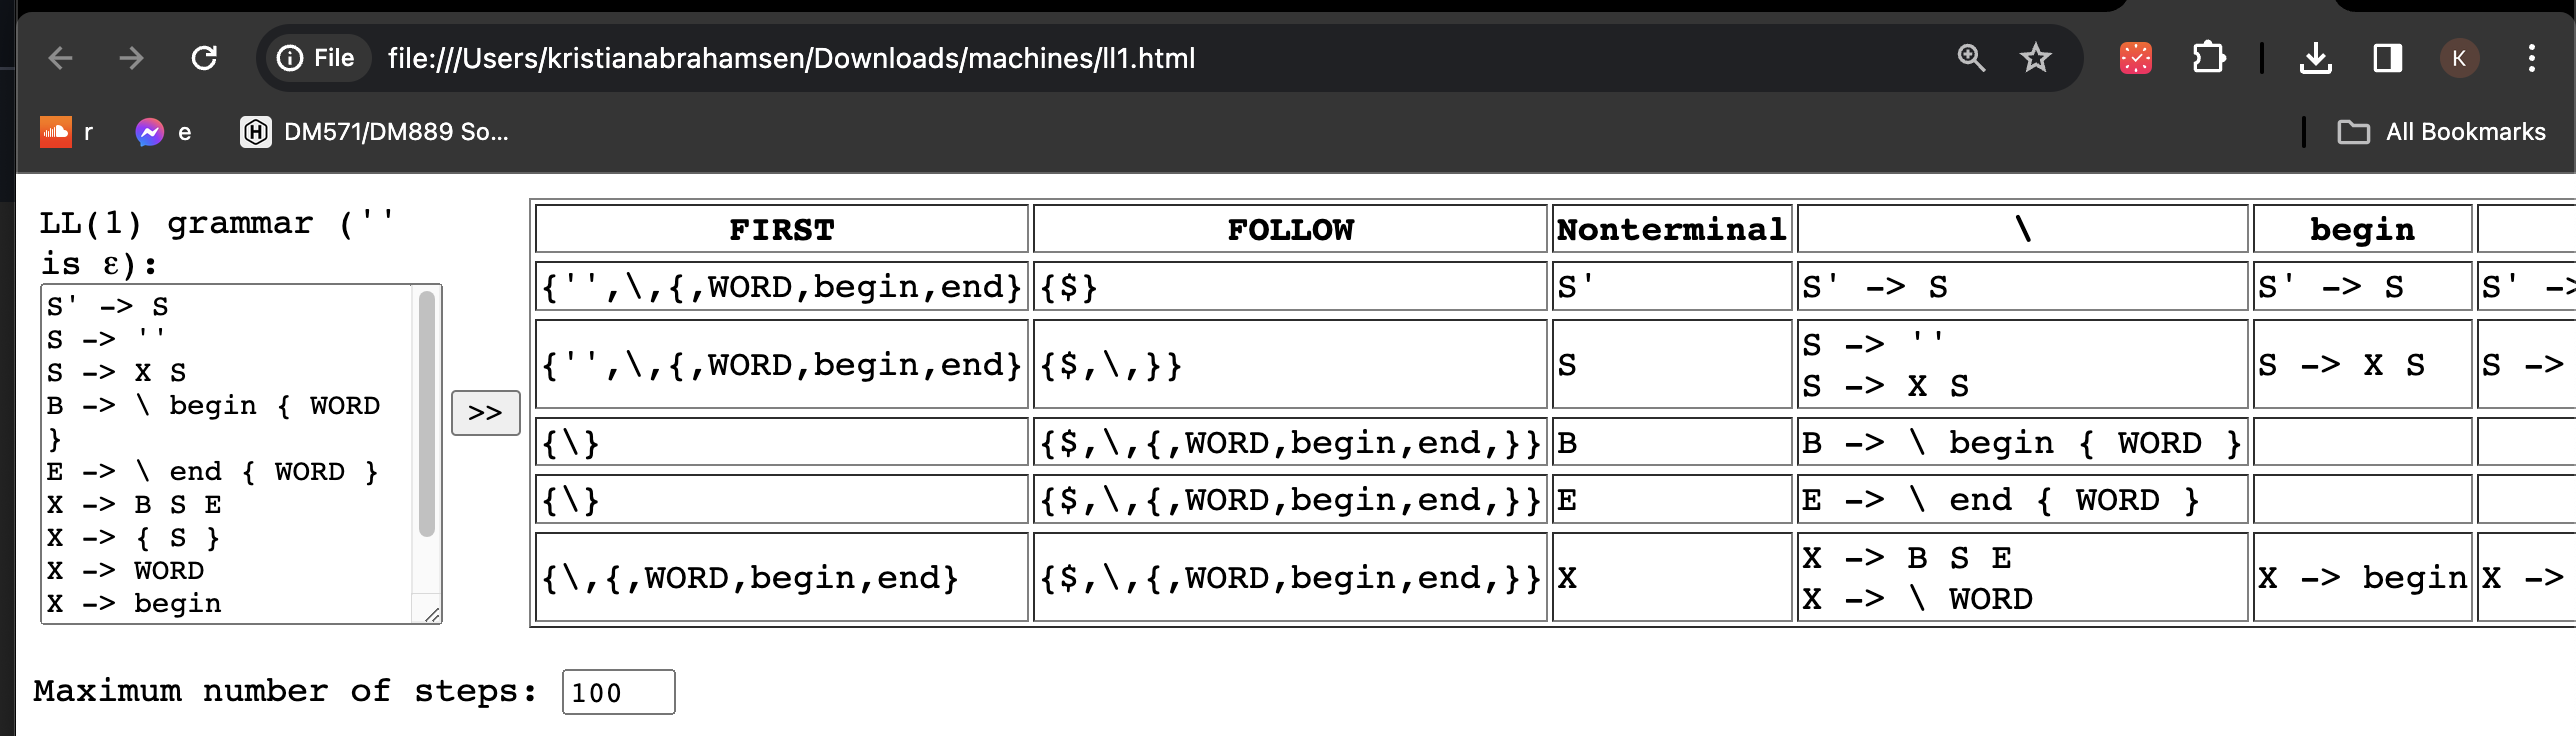 File file:///Users/kristianabrahamsen/Downloads/machines/ll1.html K
r e DM571/DM889 So... All Bookmarks
LL(1) grammar (''
is ε):
S' -> S
S -> ''
S -> X S
B -> \ begin { WORD
}
E -> \ end { WORD }
X -> B S E
X -> { S }
X -> WORD
X -> begin
>>
FIRST FOLLOW Nonterminal \ begin
{'',\,{,WORD,begin,end} {$} S' S' -> S S' -> S S' ->
{'',\,{,WORD,begin,end} {$,\,}} S S -> '' S -> X S S ->
S -> X S
{\} {$,\,{,WORD,begin,end,}} B B -> \ begin { WORD }
{\} {$,\,{,WORD,begin,end,}} E E -> \ end { WORD }
{\,{,WORD,begin,end} {$,\,{,WORD,begin,end,}} X X -> B S E X -> begin X ->
X -> \ WORD
Maximum number of steps: 100